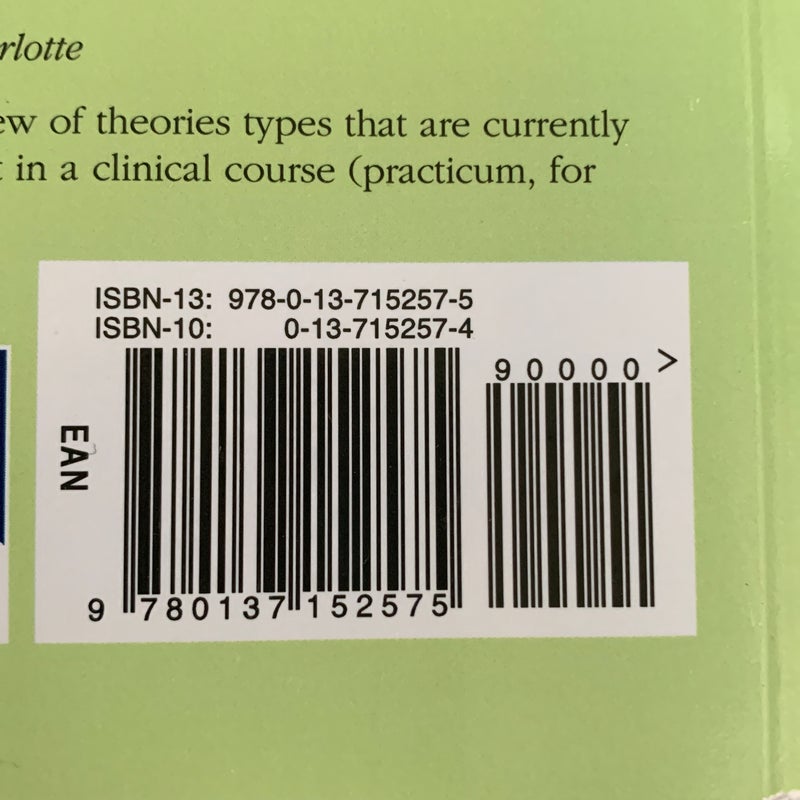 rlotte
ew of theories types that are currently
t in a clinical course (practicum, for
ISBN-13: 978-0-13-715257-5
ISBN-10: 0-13-715257-4
90000>
EAN
9 780137 152575